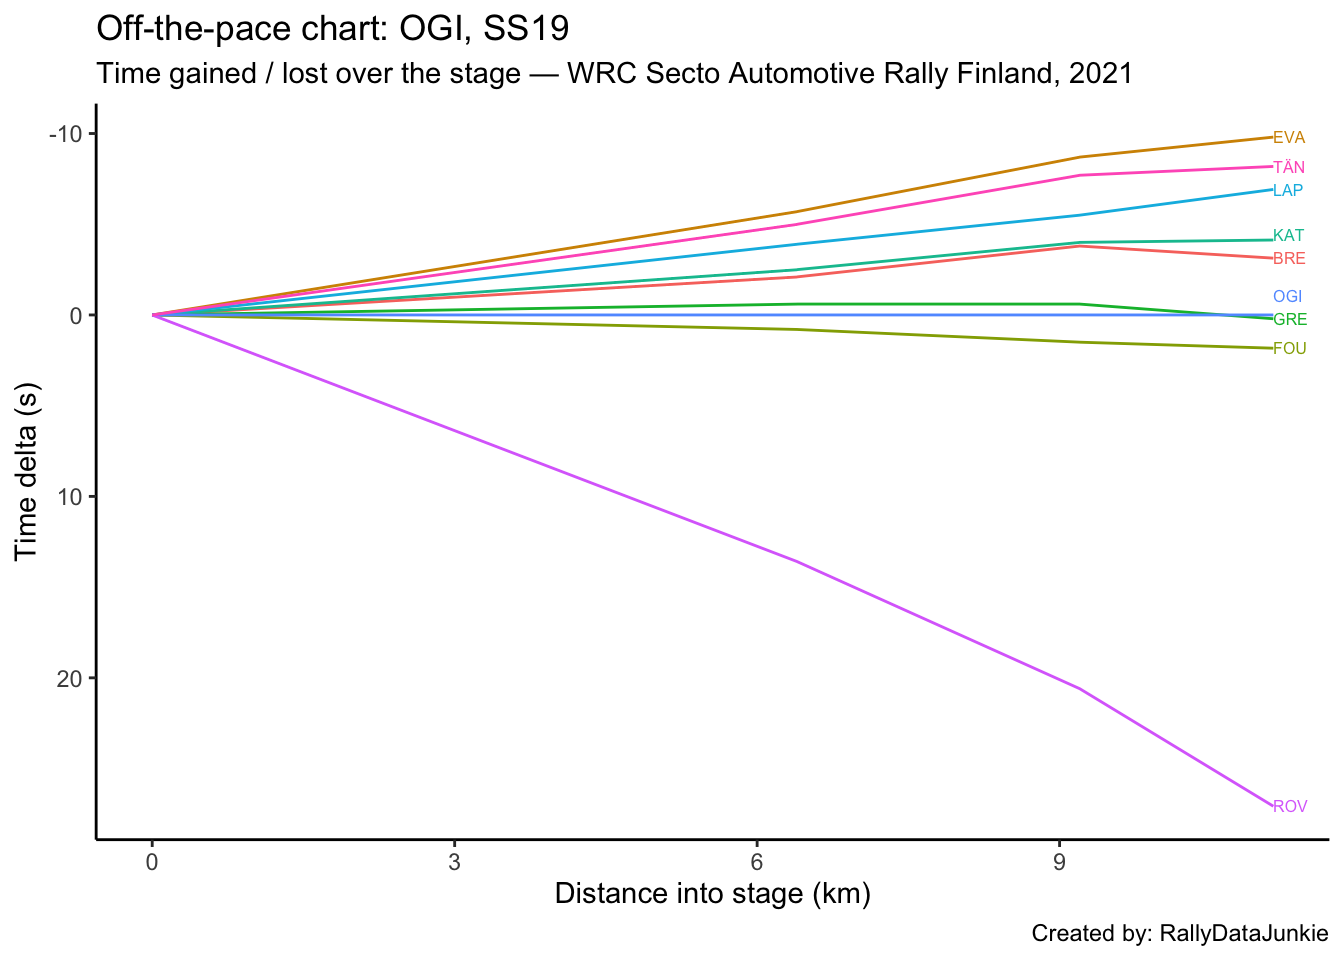 Off-the-pace chart: OGI, SS19
Time gained / lost over the stage — WRC Secto Automotive Rally Finland, 2021
-10
0
10
20
Time delta (s)
EVA
TÄN
LAP
KAT
BRE
OGI
GRE
FOU
ROV
0 3 6 9
Distance into stage (km)
Created by: RallyDataJunkie